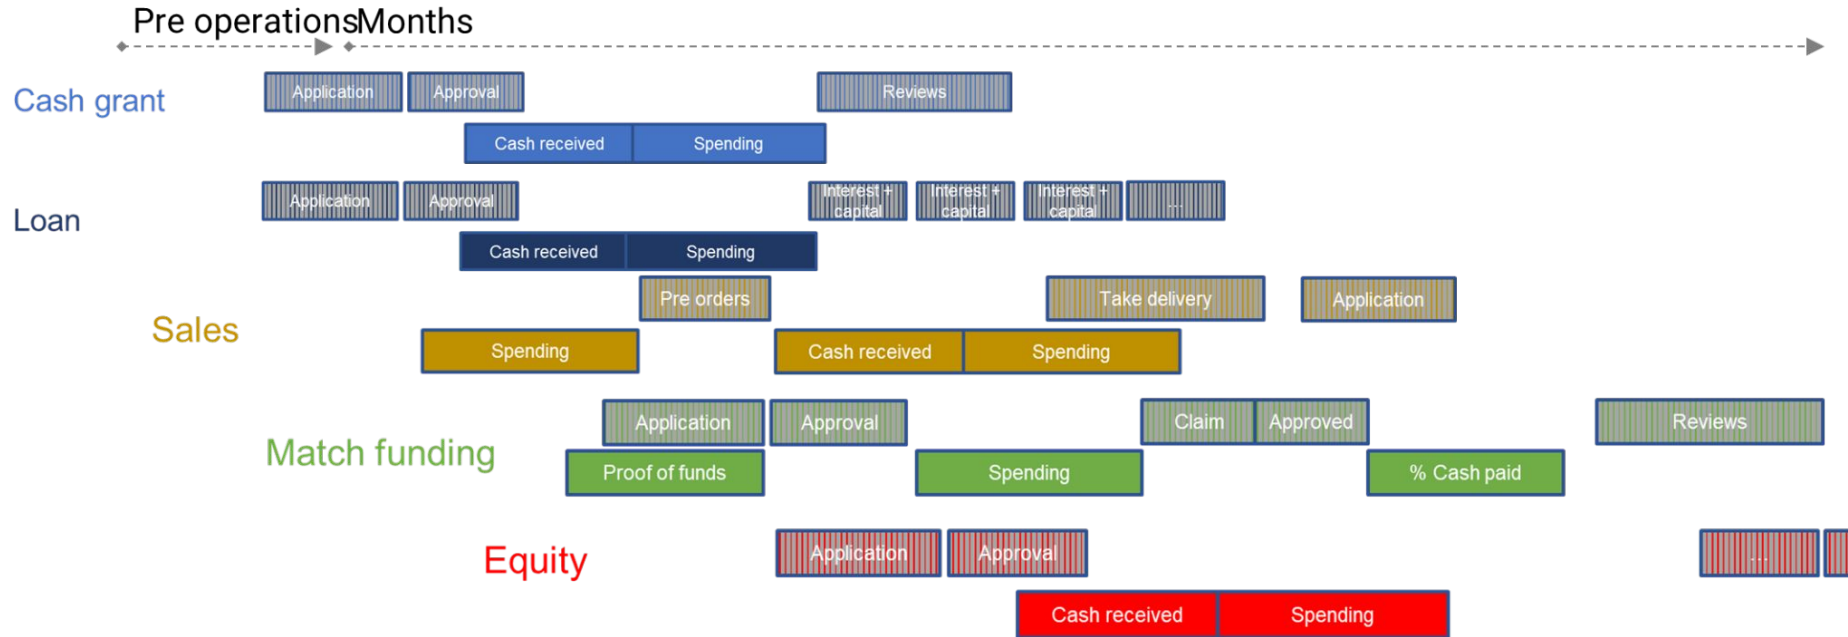 Pre operations Months
Cash grant
Application Approval Reviews
Cash received Spending
Loan
Application Approval Interest + capital Interest + capital Interest + capital ...
Cash received Spending
Sales
Pre orders Take delivery Application
Spending Cash received Spending
Match funding
Application Approval Claim Approved Reviews
Proof of funds Spending % Cash paid
Equity
Application Approval ...
Cash received Spending